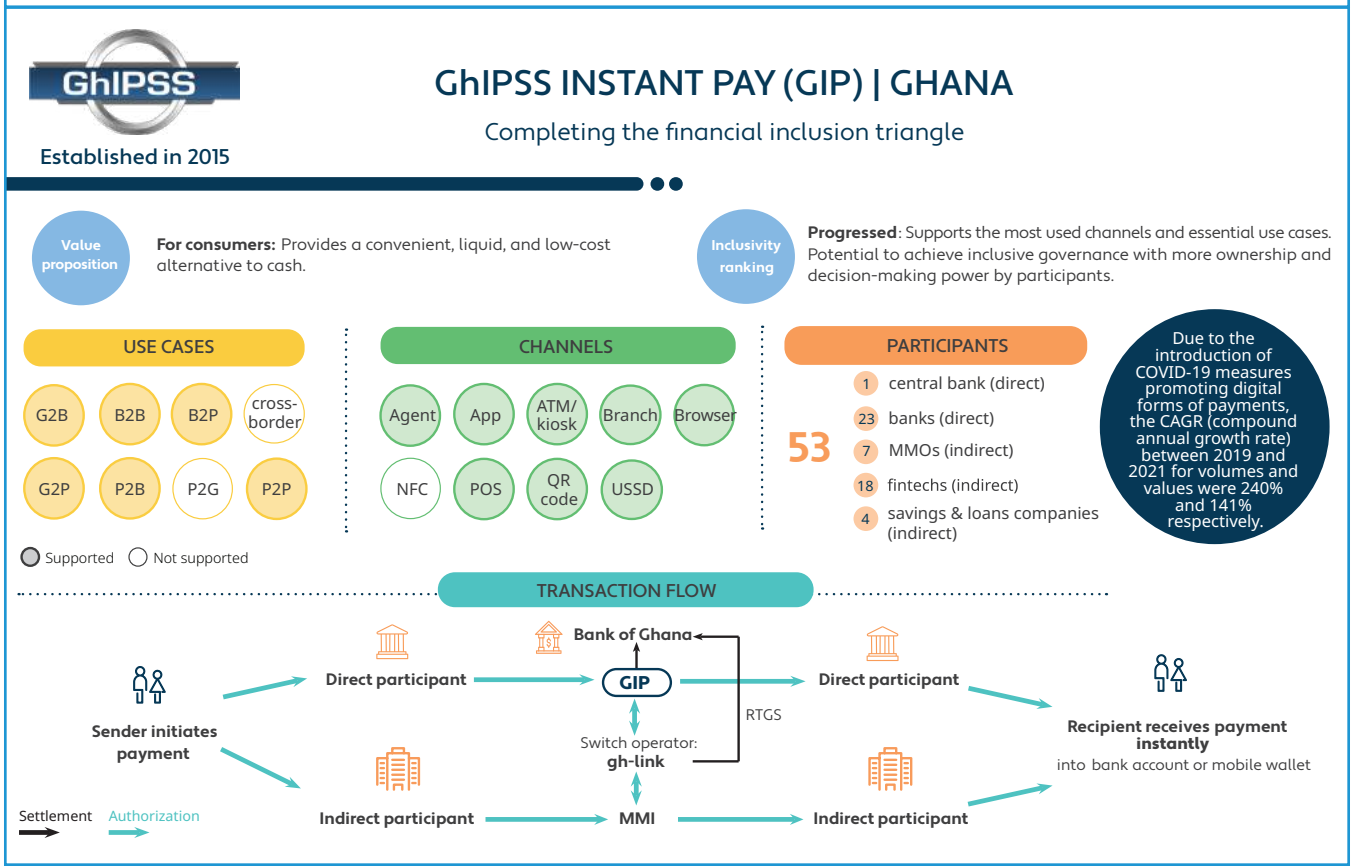 GhIPSS
Established in 2015
GhIPSS INSTANT PAY (GIP) | GHANA
Completing the financial inclusion triangle
Value
proposition
For consumers: Provides a convenient, liquid, and low-cost
alternative to cash.
Inclusivity
ranking
Progressed: Supports the most used channels and essential use cases.
Potential to achieve inclusive governance with more ownership and
decision-making power by participants.
USE CASES
G2B
B2B
B2P
cross-
border
G2P
P2B
P2G
P2P
Supported
Not supported
CHANNELS
Agent
App
ATM/
kiosk
Branch
Browser
NFC
POS
QR
code
USSD
PARTICIPANTS
53
1 central bank (direct)
23 banks (direct)
7 MMOs (indirect)
18 fintechs (indirect)
4 savings & loans companies
(indirect)
Due to the
introduction of
COVID-19 measures
promoting digital
forms of payments,
the CAGR (compound
annual growth rate)
between 2019 and
2021 for volumes and
values were 240%
and 141%
respectively.
TRANSACTION FLOW
Sender initiates
payment
Direct participant
Bank of Ghana
GIP
Direct participant
RTGS
Switch operator:
gh-link
Indirect participant
MMI
Indirect participant
Recipient receives payment
instantly
into bank account or mobile wallet
Settlement
Authorization